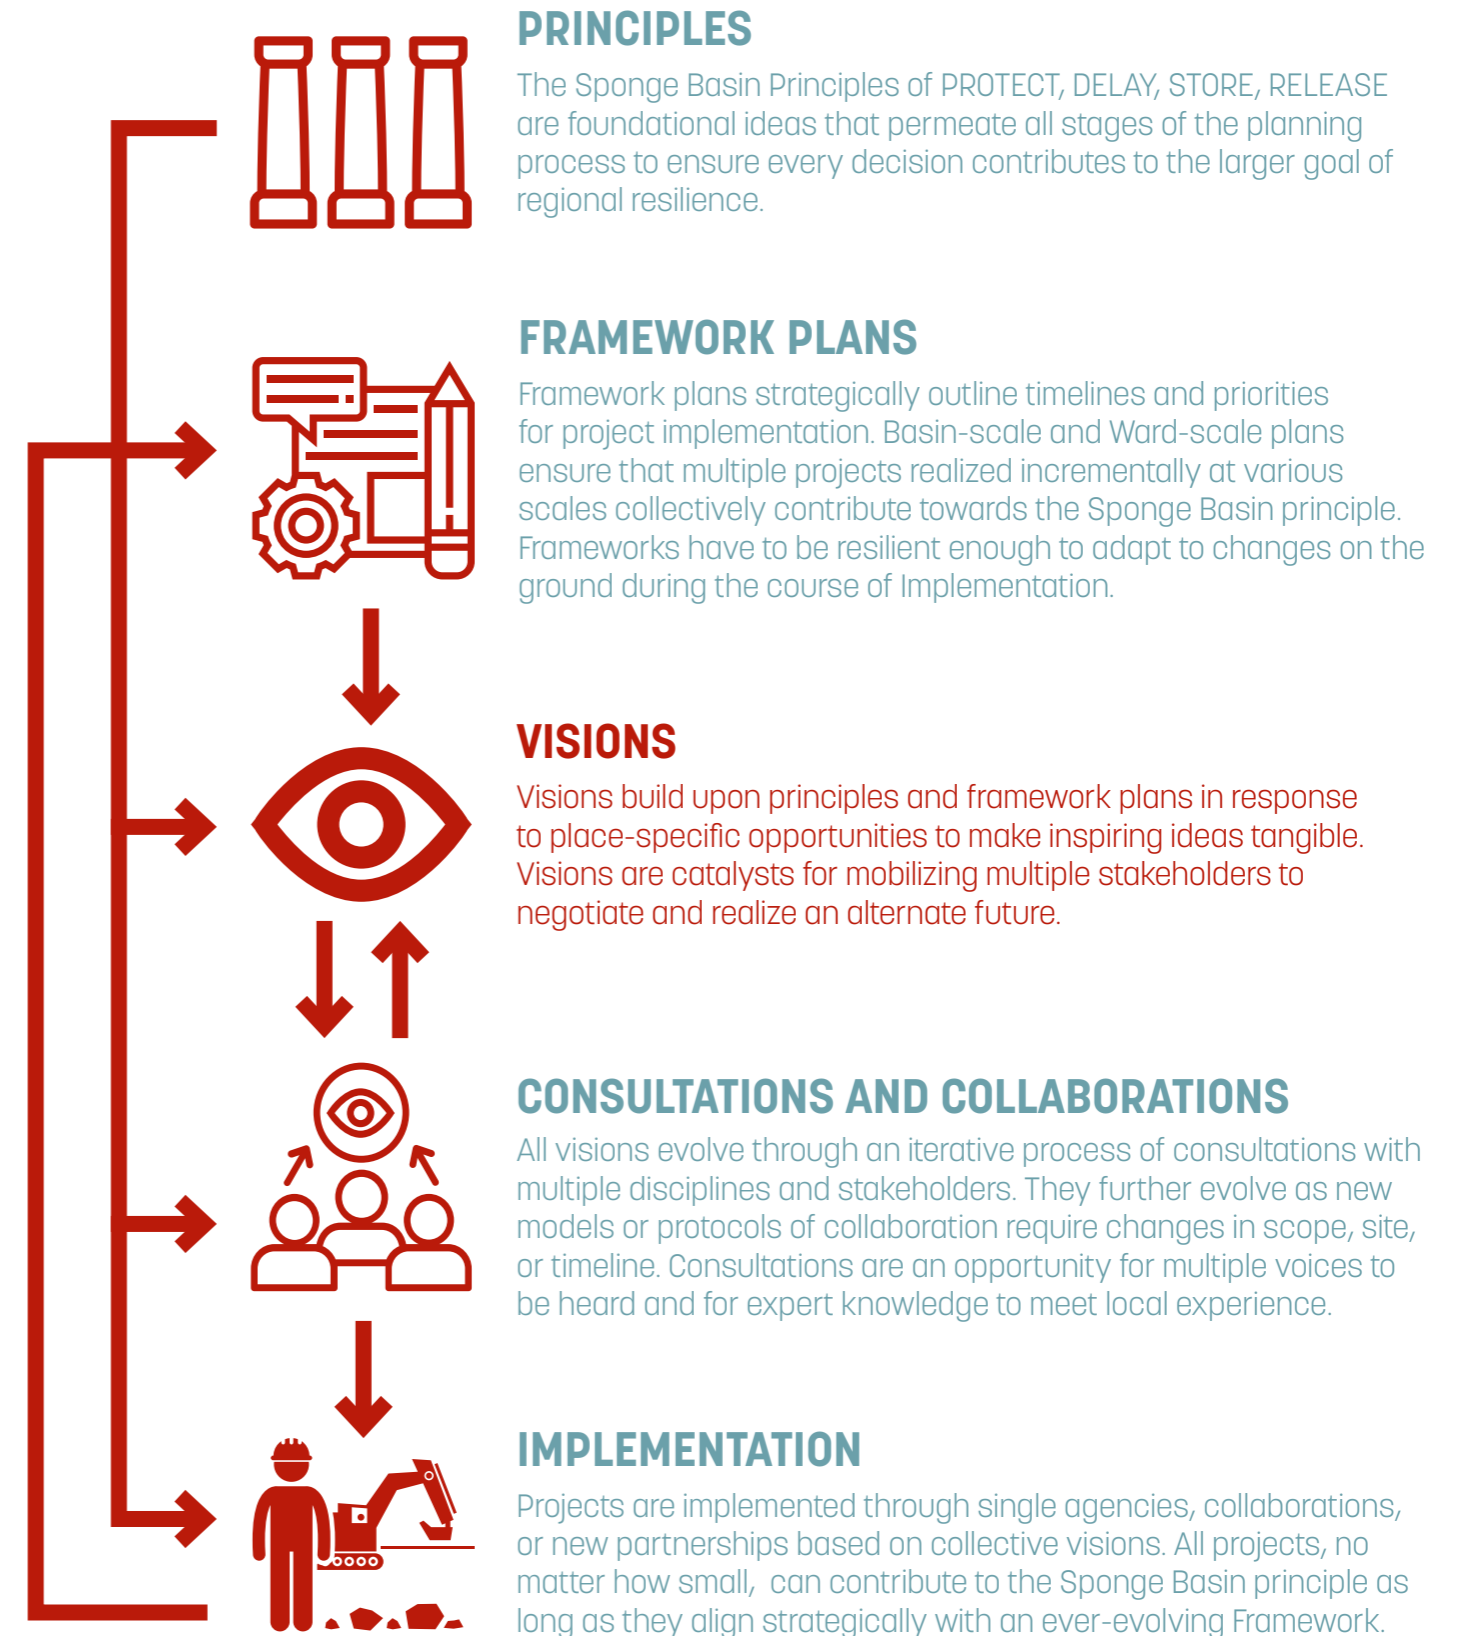 PRINCIPLES
The Sponge Basin Principles of PROTECT, DELAY, STORE, RELEASE
are foundational ideas that permeate all stages of the planning
process to ensure every decision contributes to the larger goal of
regional resilience.
FRAMEWORK PLANS
Framework plans strategically outline timelines and priorities
for project implementation. Basin-scale and Ward-scale plans
ensure that multiple projects realized incrementally at various
scales collectively contribute towards the Sponge Basin principle.
Frameworks have to be resilient enough to adapt to changes on the
ground during the course of Implementation.
VISIONS
Visions build upon principles and framework plans in response
to place-specific opportunities to make inspiring ideas tangible.
Visions are catalysts for mobilizing multiple stakeholders to
negotiate and realize an alternate future.
CONSULTATIONS AND COLLABORATIONS
All visions evolve through an iterative process of consultations with
multiple disciplines and stakeholders. They further evolve as new
models or protocols of collaboration require changes in scope, site,
or timeline. Consultations are an opportunity for multiple voices to
be heard and for expert knowledge to meet local experience.
IMPLEMENTATION
Projects are implemented through single agencies, collaborations,
or new partnerships based on collective visions. All projects, no
matter how small,  can contribute to the Sponge Basin principle as
long as they align strategically with an ever-evolving Framework.